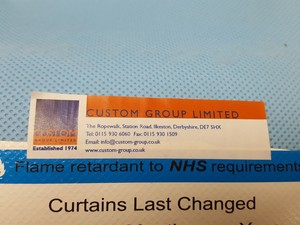 CUSTOM GROUP LIMITED
The Ropewalk, Station Road, Ilkeston, Derbyshire, DE7 5HX
Tel: 0115 930 6060 Fax: 0115 930 1509
Email: info@custom-group.co.uk
www.custom-group.co.uk
Established 1974
Flame retardant to NHS requirements
Curtains Last Changed